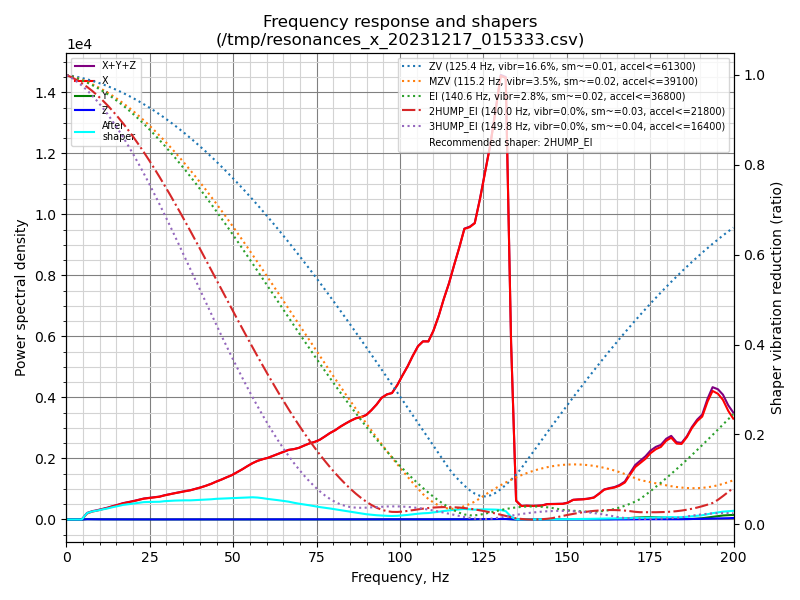 Frequency response and shapers
(/tmp/resonances_x_20231217_015333.csv)
1e4
X+Y+Z
X
Y
Z
After
shaper
ZV (125.4 Hz, vibr=16.6%, sm~=0.01, accel<=61300)
MZV (115.2 Hz, vibr=3.5%, sm~=0.02, accel<=39100)
EI (140.6 Hz, vibr=2.8%, sm~=0.02, accel<=36800)
2HUMP_EI (140.0 Hz, vibr=0.0%, sm~=0.03, accel<=21800)
3HUMP_EI (149.8 Hz, vibr=0.0%, sm~=0.04, accel<=16400)
Recommended shaper: 2HUMP_EI
Power spectral density
1.4
1.2
1.0
0.8
0.6
0.4
0.2
0.0
1.0
0.8
0.6
0.4
0.2
0.0
Shaper vibration reduction (ratio)
0 25 50 75 100 125 150 175 200
Frequency, Hz